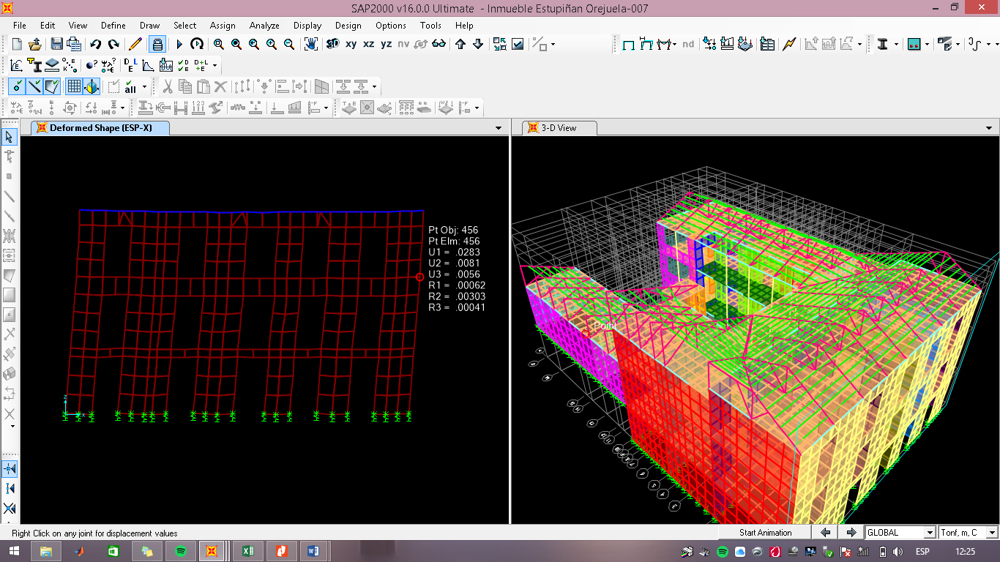 SAP2000 v16.0.0 Ultimate - Inmueble Estupiñan Orejuela-007
File Edit View Define Draw Select Assign Analyze Display Design Options Tools Help
3D xy xz yz nv
nd
all
Deformed Shape (ESP-X)
3-D View
Pt Obj: 456
Pt Elm: 456
U1 = .0283
U2 = .0081
U3 = .0056
R1 = .00062
R2 = .00303
R3 = .00041
Point
Z
X
Right Click on any joint for displacement values
Start Animation
GLOBAL
Tonf, m, C
ESP
12:25